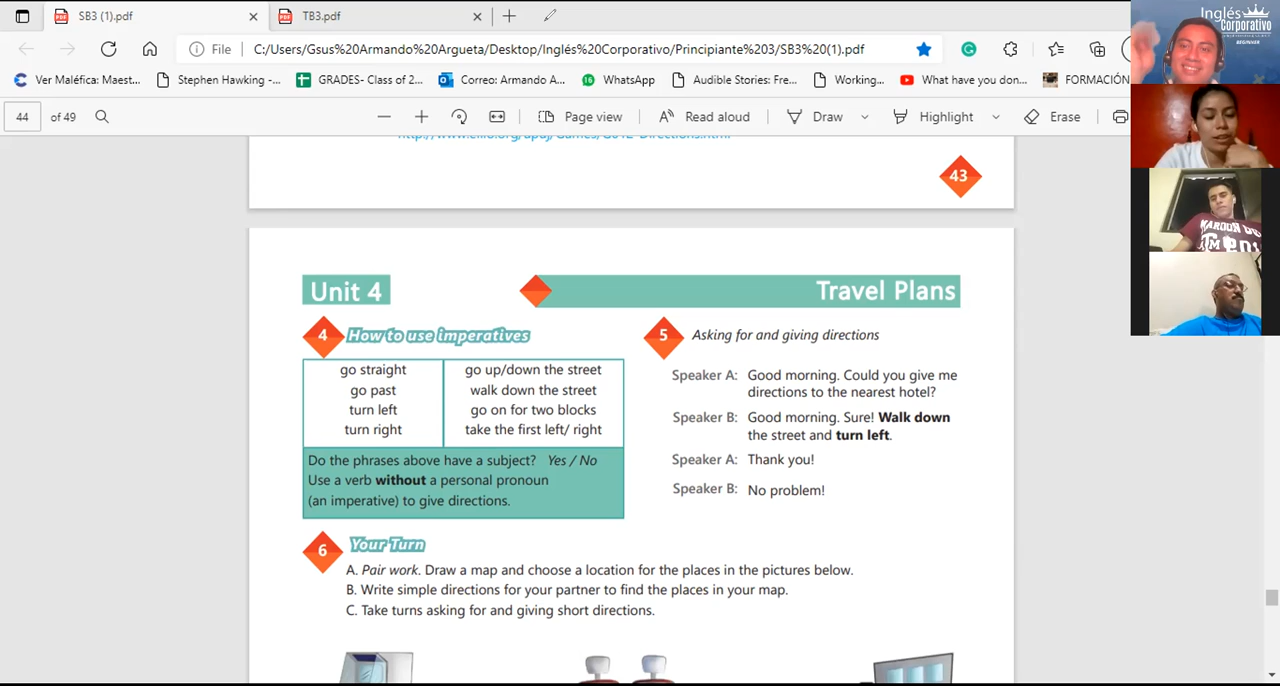 SB3 (1).pdf
TB3.pdf
File
C:/Users/Gsus%20Armando%20Argueta/Desktop/Inglés%20Corporativo/Principiante%203/SB3%20(1).pdf
Ver Maléfica: Maest...
Stephen Hawking -...
GRADES- Class of 2...
Correo: Armando A...
WhatsApp
Audible Stories: Fre...
Working...
What have you don...
FORMACIÓN
44 of 49
Page view
Read aloud
Draw
Highlight
Erase
43
Unit 4
Travel Plans
4 How to use imperatives
go straight
go past
turn left
turn right
go up/down the street
walk down the street
go on for two blocks
take the first left/ right
Do the phrases above have a subject? Yes / No
Use a verb without a personal pronoun
(an imperative) to give directions.
5 Asking for and giving directions
Speaker A: Good morning. Could you give me
directions to the nearest hotel?
Speaker B: Good morning. Sure! Walk down
the street and turn left.
Speaker A: Thank you!
Speaker B: No problem!
6 Your Turn
A. Pair work. Draw a map and choose a location for the places in the pictures below.
B. Write simple directions for your partner to find the places in your map.
C. Take turns asking for and giving short directions.
Inglés
Corporativo
BEGINNER